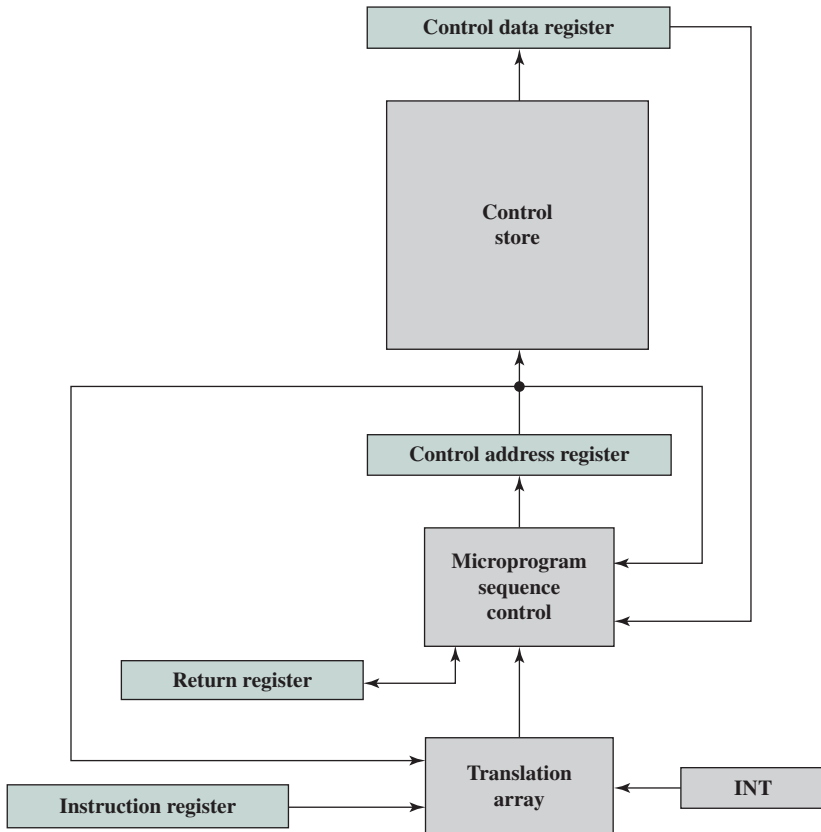 Control data register
Control
store
Control address register
Microprogram
sequence
control
Return register
Translation
array
INT
Instruction register